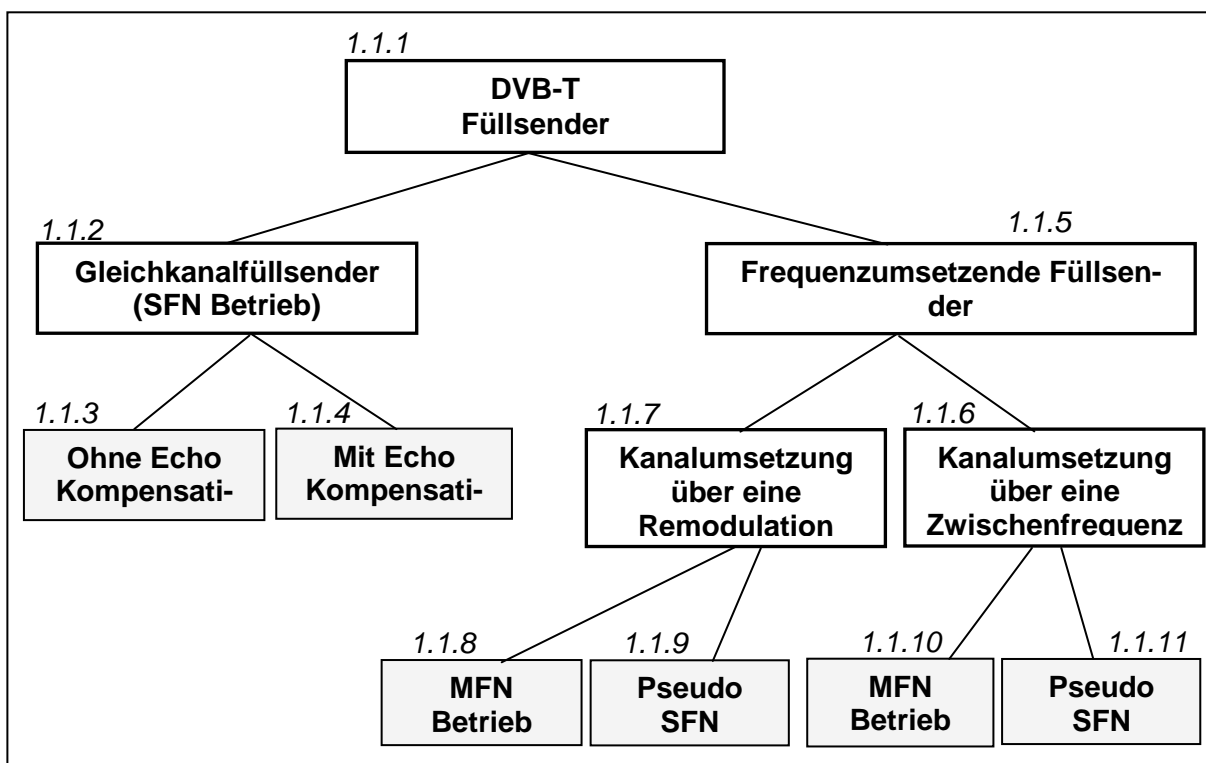 1.1.1
DVB-T
Füllsender
1.1.2
Gleichkanalfüllsender
(SFN Betrieb)
1.1.5
Frequenzumsetzende Füllsen-
der
1.1.3
Ohne Echo
Kompensati-
1.1.4
Mit Echo
Kompensati-
1.1.7
Kanalumsetzung
über eine
Remodulation
1.1.6
Kanalumsetzung
über eine
Zwischenfrequenz
1.1.8
MFN
Betrieb
1.1.9
Pseudo
SFN
1.1.10
MFN
Betrieb
1.1.11
Pseudo
SFN